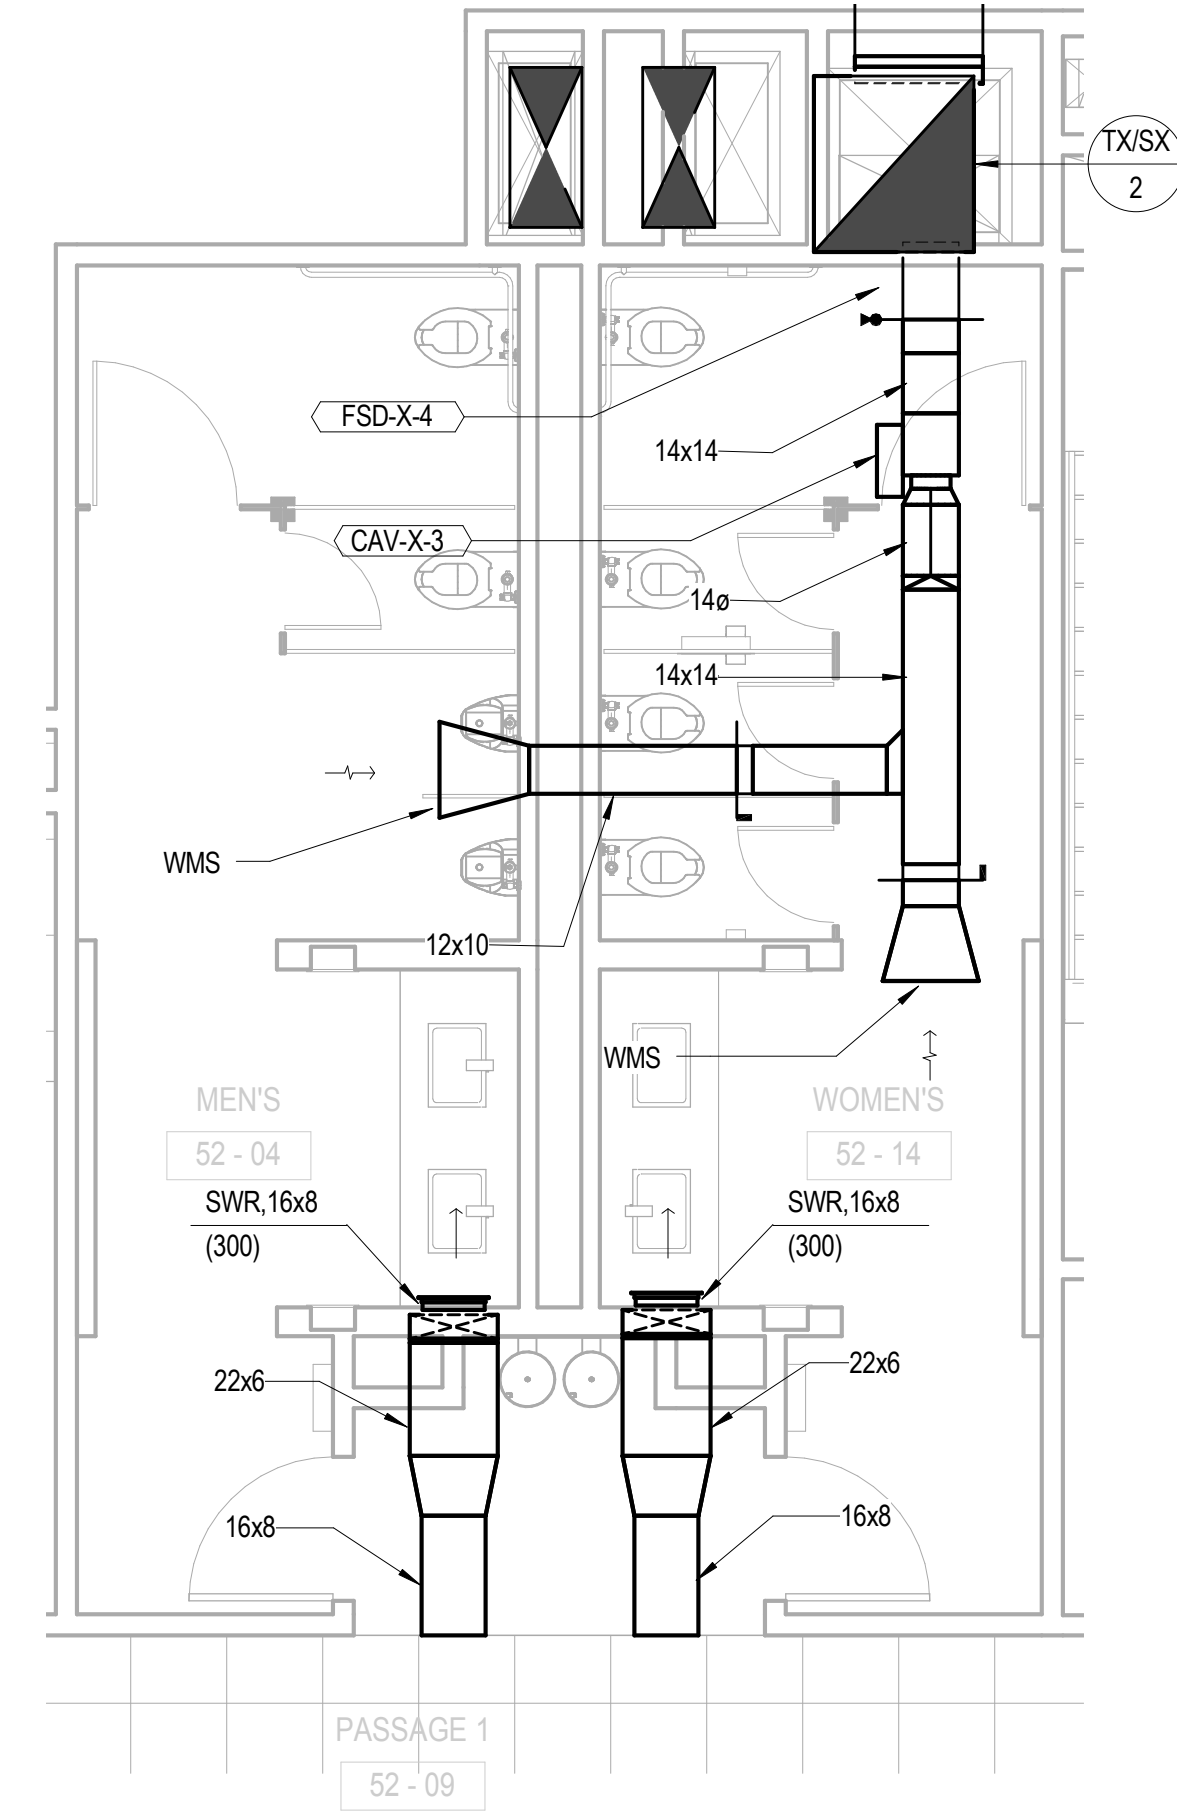 TX/SX
2
FSD-X-4
14x14
CAV-X-3
14ø
14x14
WMS
12x10
WMS
MEN'S
52 - 04
WOMEN'S
52 - 14
SWR,16x8
(300)
SWR,16x8
(300)
22x6
22x6
16x8
16x8
PASSAGE 1
52 - 09